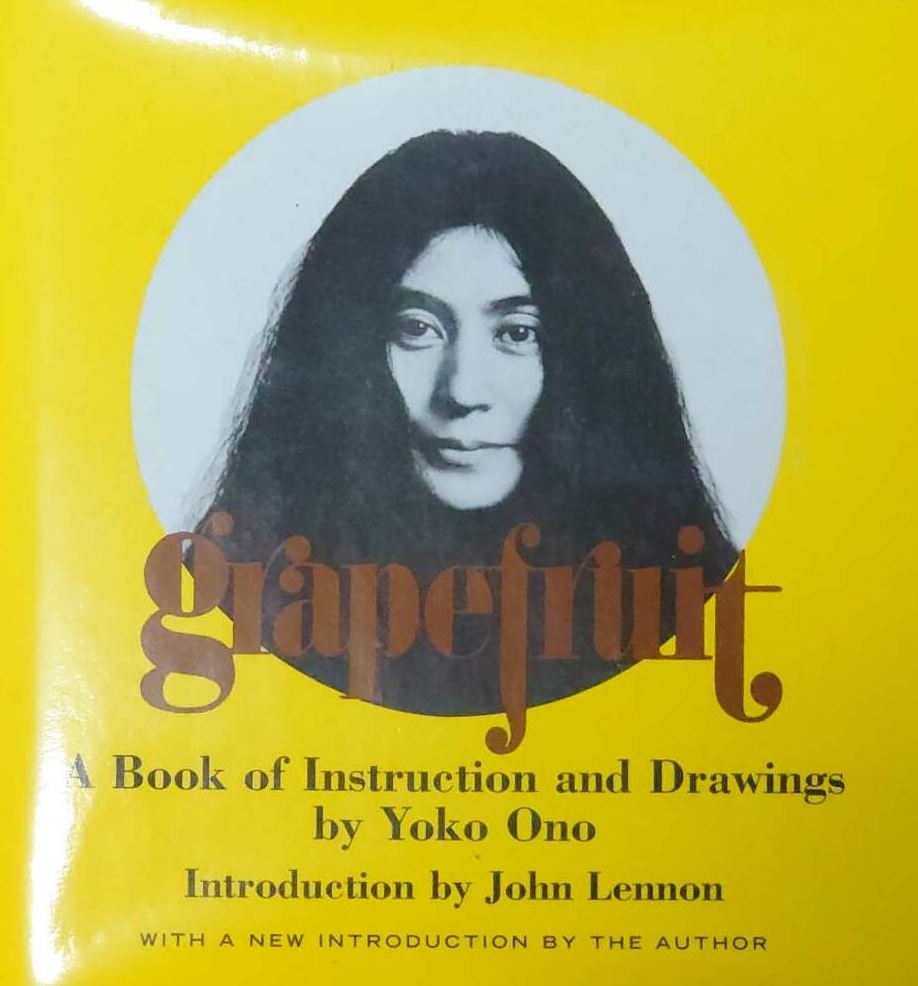 grapefruit
A Book of Instruction and Drawings
by Yoko Ono
Introduction by John Lennon
WITH A NEW INTRODUCTION BY THE AUTHOR